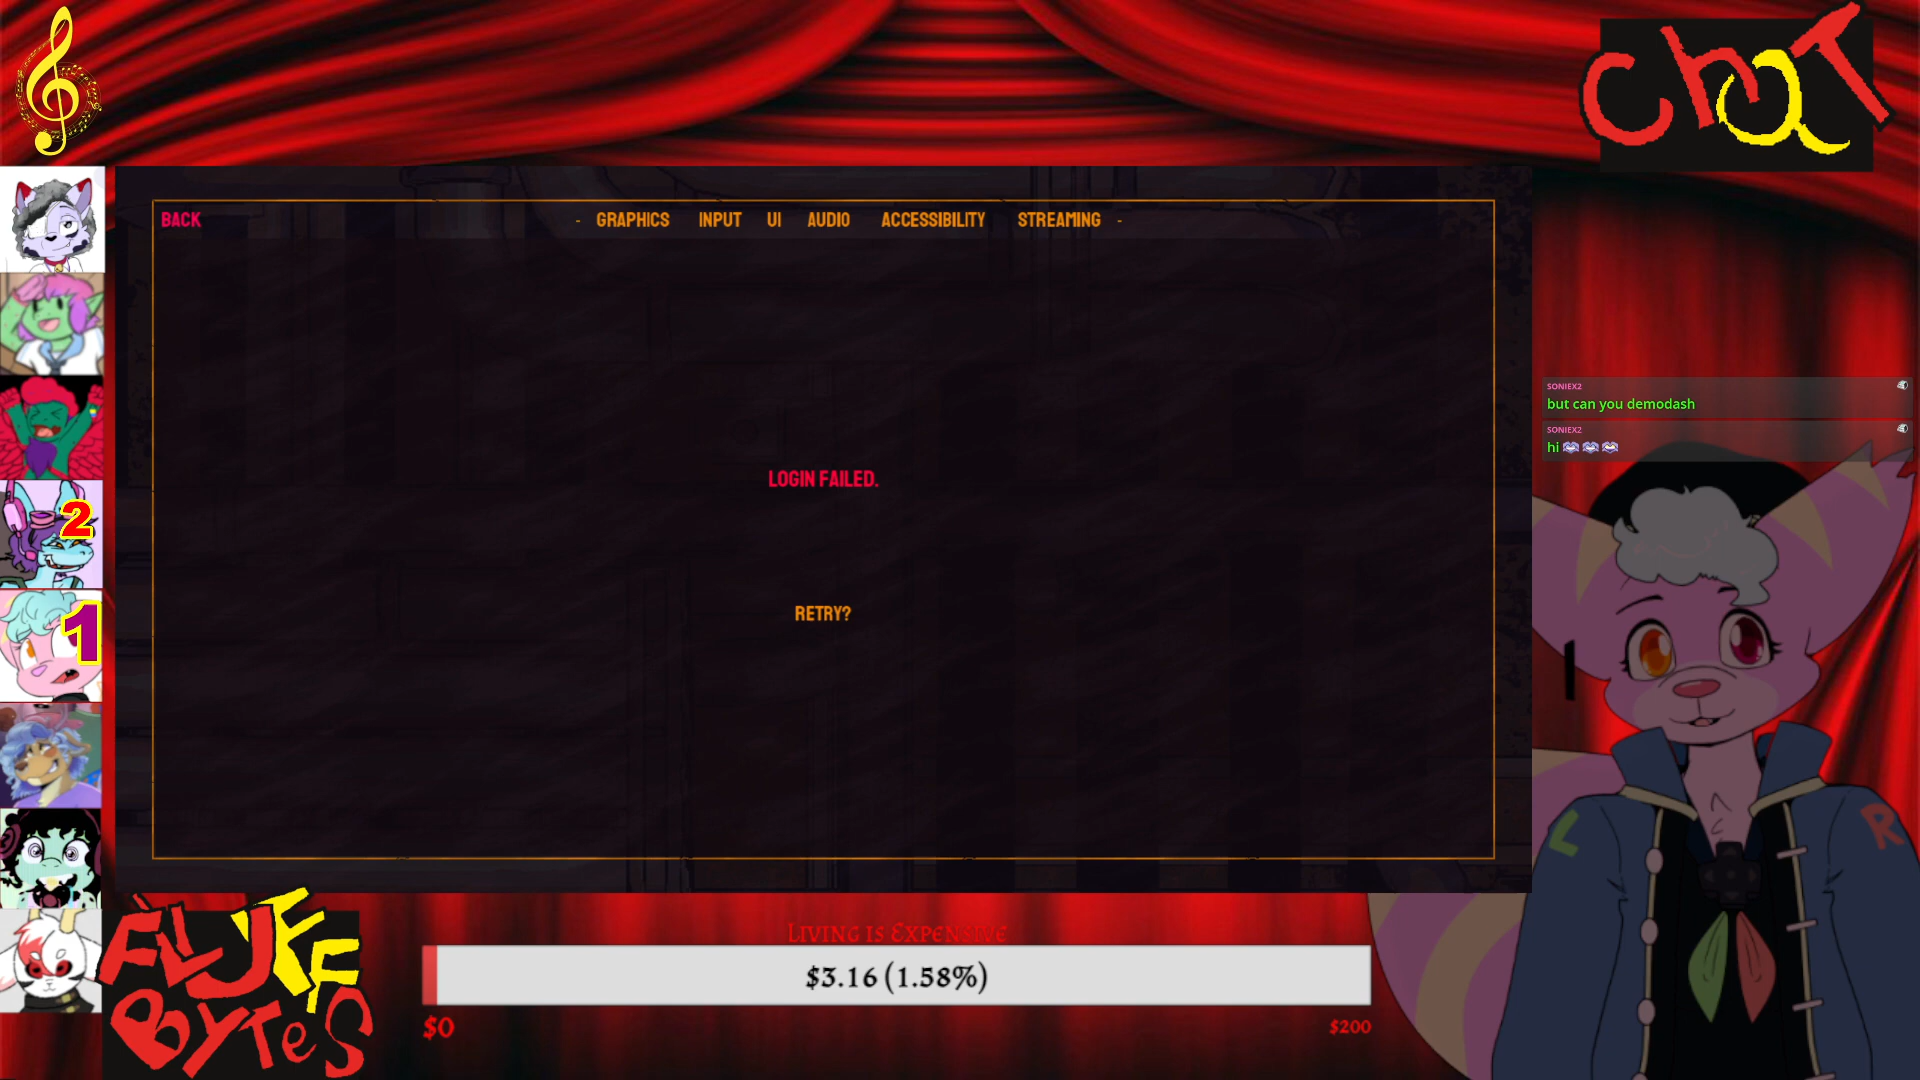 chaT
BACK
- GRAPHICS INPUT UI AUDIO ACCESSIBILITY STREAMING -
LOGIN FAILED.
RETRY?
SONIEX2
but can you demodash
SONIEX2
hi
2
1
L
R
FLUFF
BYTeS
Living is Expensive
$3.16 (1.58%)
$0
$200